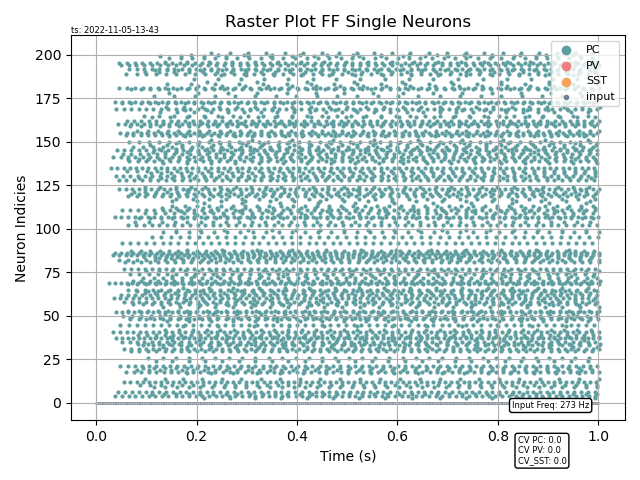 Raster Plot FF Single Neurons
ts: 2022-11-05-13-43
PC
PV
SST
input
200
175
150
125
100
75
50
25
0
Neuron Indicies
Input Freq: 273 Hz
0.0 0.2 0.4 0.6 0.8 1.0
Time (s)
CV PC: 0.0
CV PV: 0.0
CV_SST: 0.0